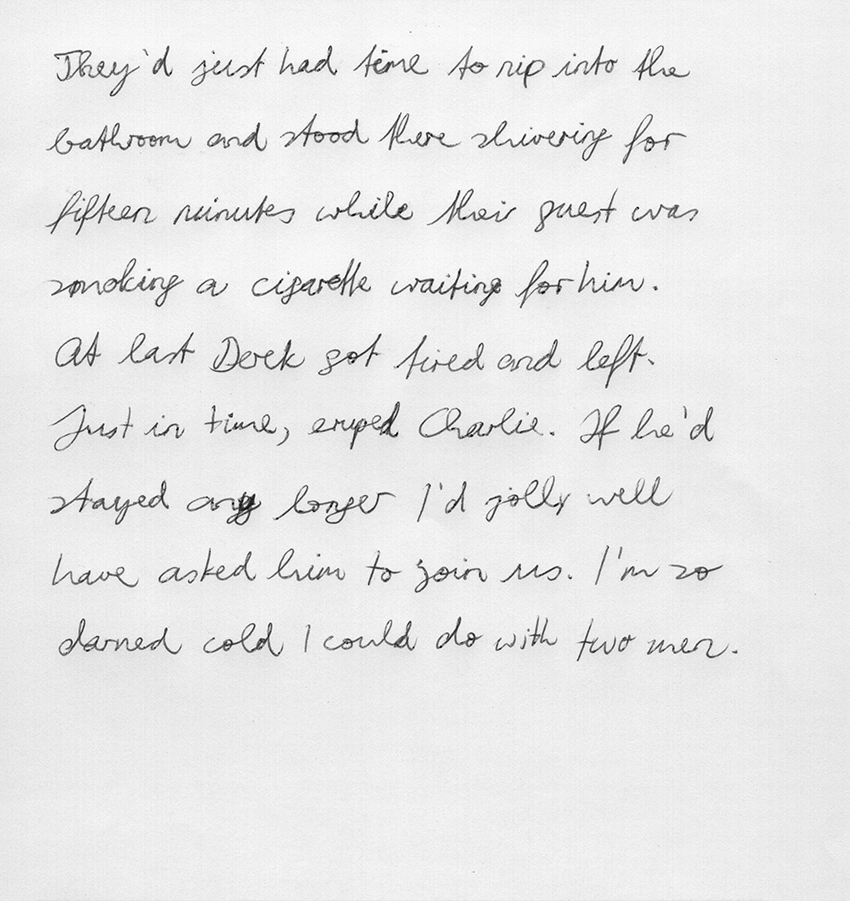 They'd just had time to nip into the
bathroom and stood there shivering for
fifteen minutes while their guest was
smoking a cigarette waiting for him.
At last Derek got tired and left.
Just in time, eruped Charlie. If he'd
stayed any longer I'd jolly well
have asked him to join us. I'm so
darned cold I could do with two men.